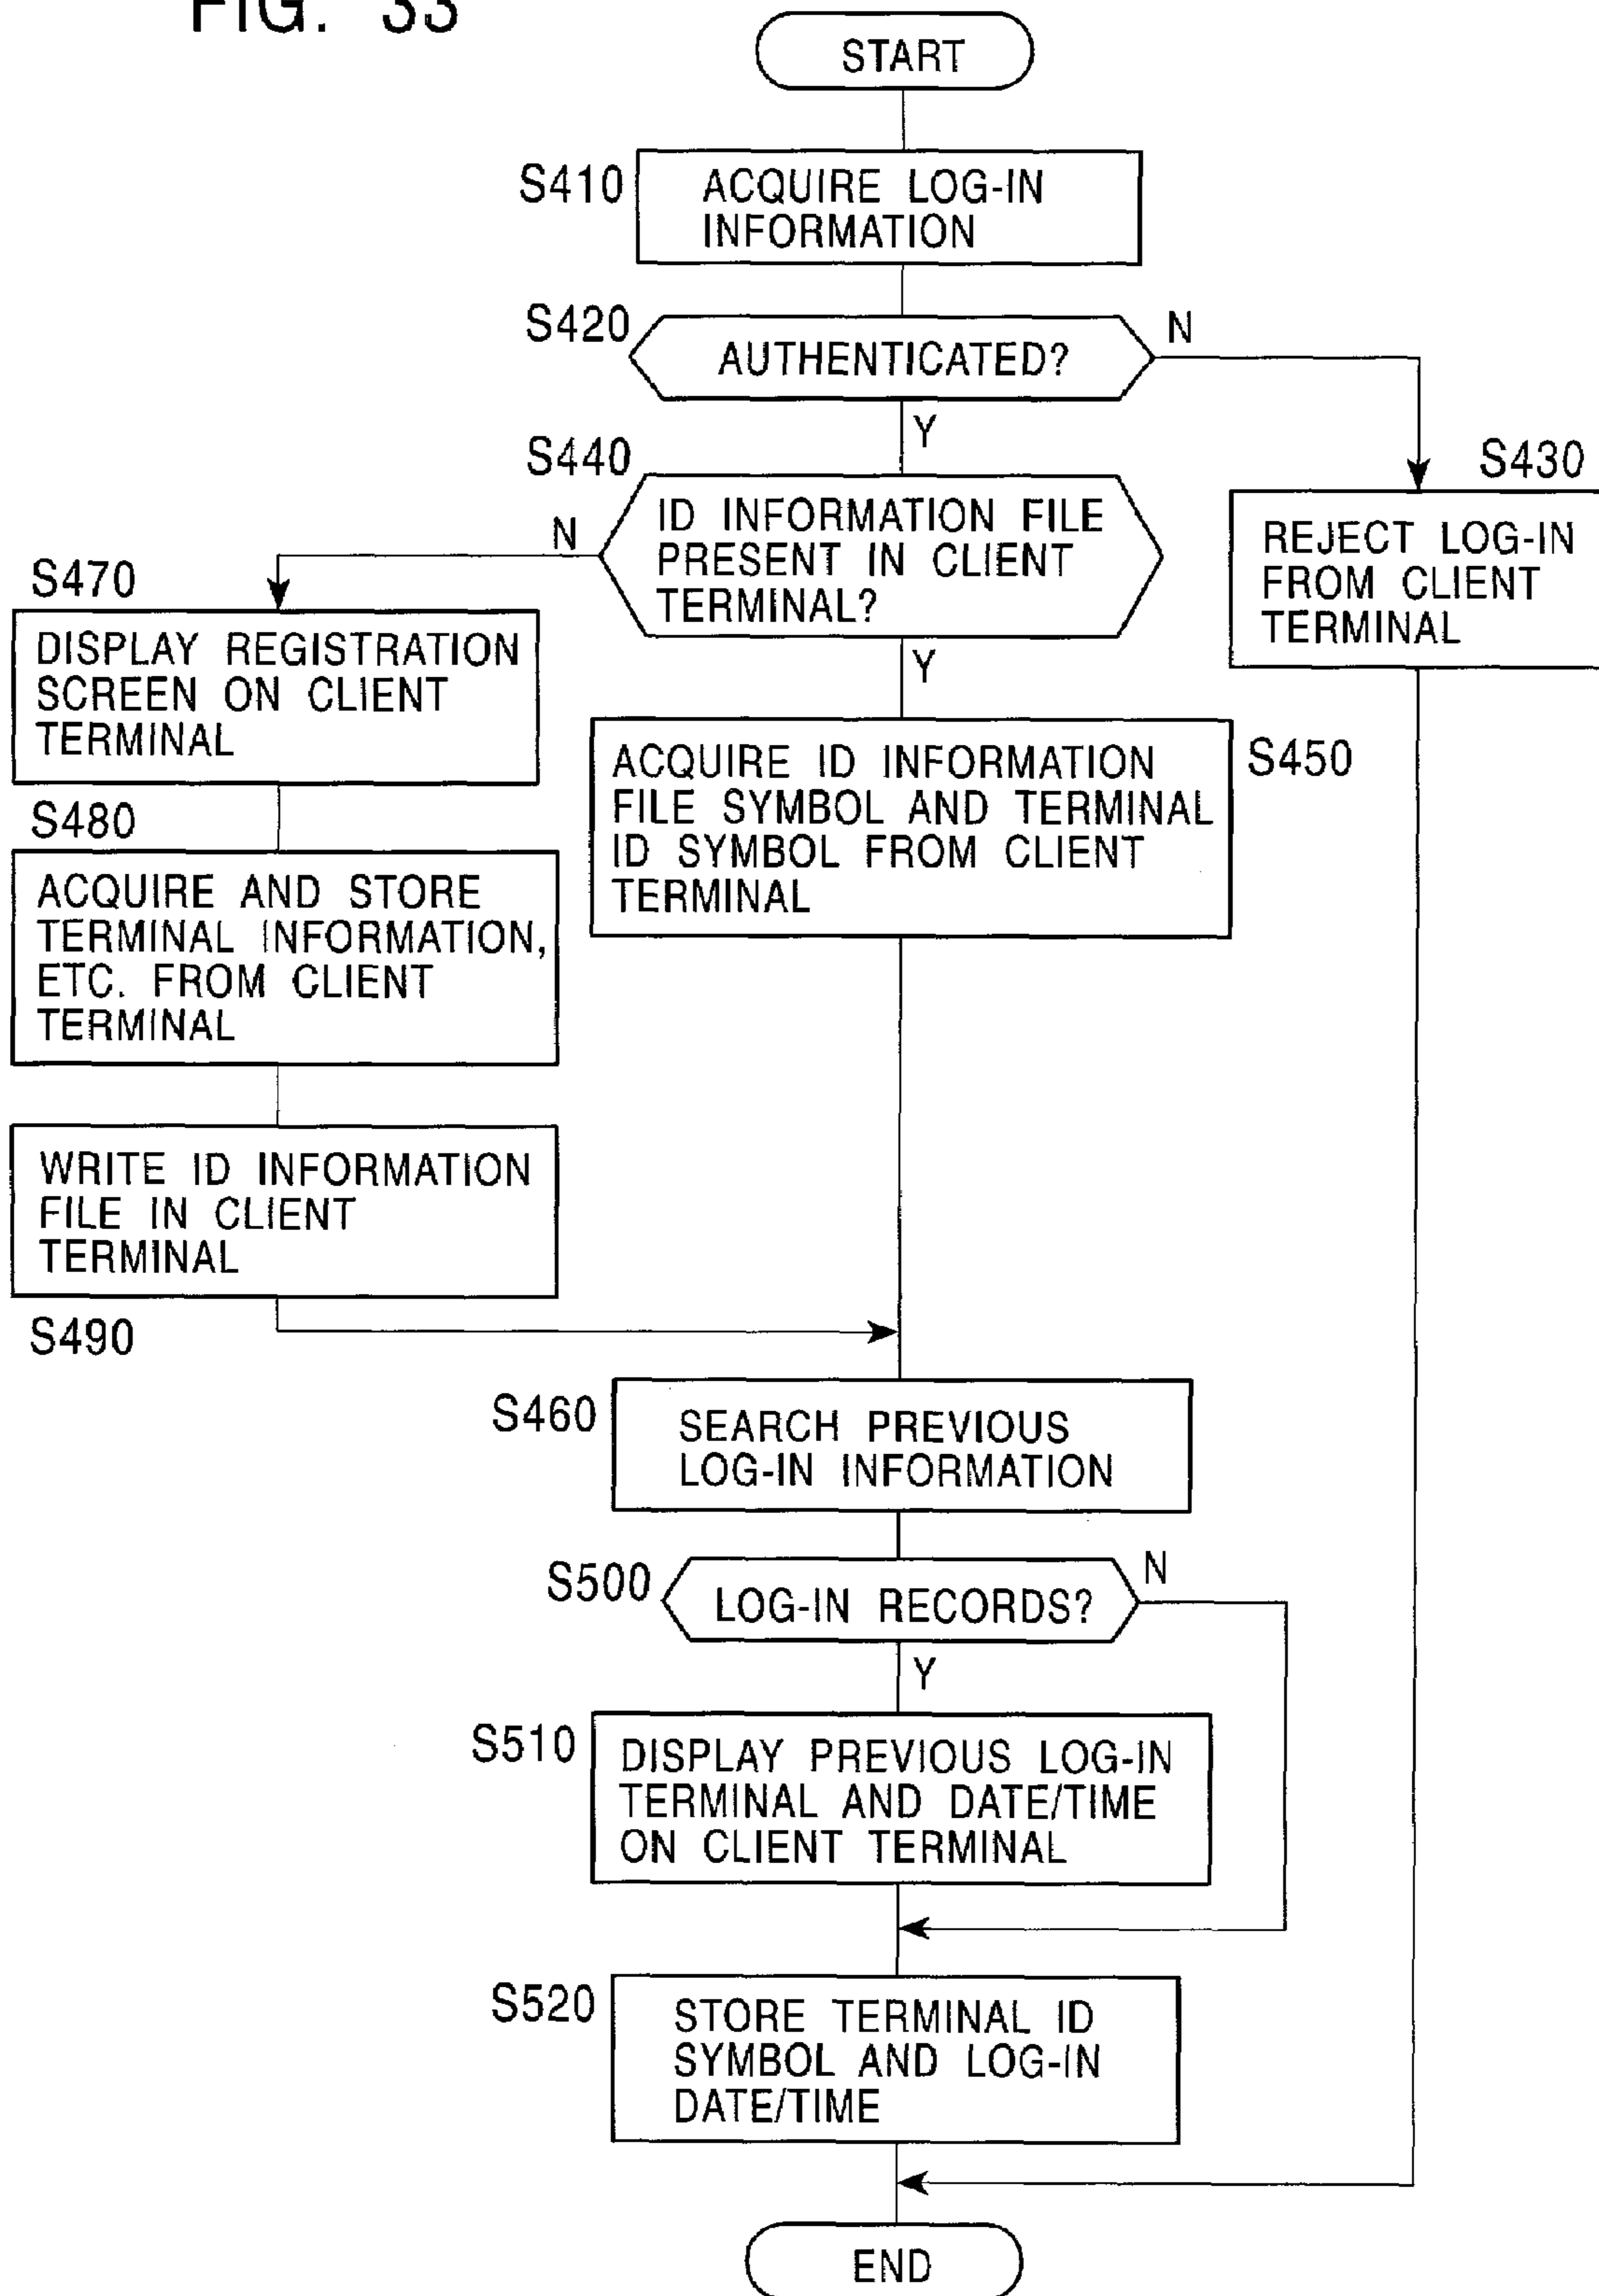 FIG. 33
START
S410
ACQUIRE LOG-IN
INFORMATION
S420
AUTHENTICATED?
N
Y
S440
ID INFORMATION FILE
PRESENT IN CLIENT
TERMINAL?
N
Y
S430
REJECT LOG-IN
FROM CLIENT
TERMINAL
S470
DISPLAY REGISTRATION
SCREEN ON CLIENT
TERMINAL
S450
ACQUIRE ID INFORMATION
FILE SYMBOL AND TERMINAL
ID SYMBOL FROM CLIENT
TERMINAL
S480
ACQUIRE AND STORE
TERMINAL INFORMATION,
ETC. FROM CLIENT
TERMINAL
WRITE ID INFORMATION
FILE IN CLIENT
TERMINAL
S490
S460
SEARCH PREVIOUS
LOG-IN INFORMATION
S500
LOG-IN RECORDS?
N
Y
S510
DISPLAY PREVIOUS LOG-IN
TERMINAL AND DATE/TIME
ON CLIENT TERMINAL
S520
STORE TERMINAL ID
SYMBOL AND LOG-IN
DATE/TIME
END